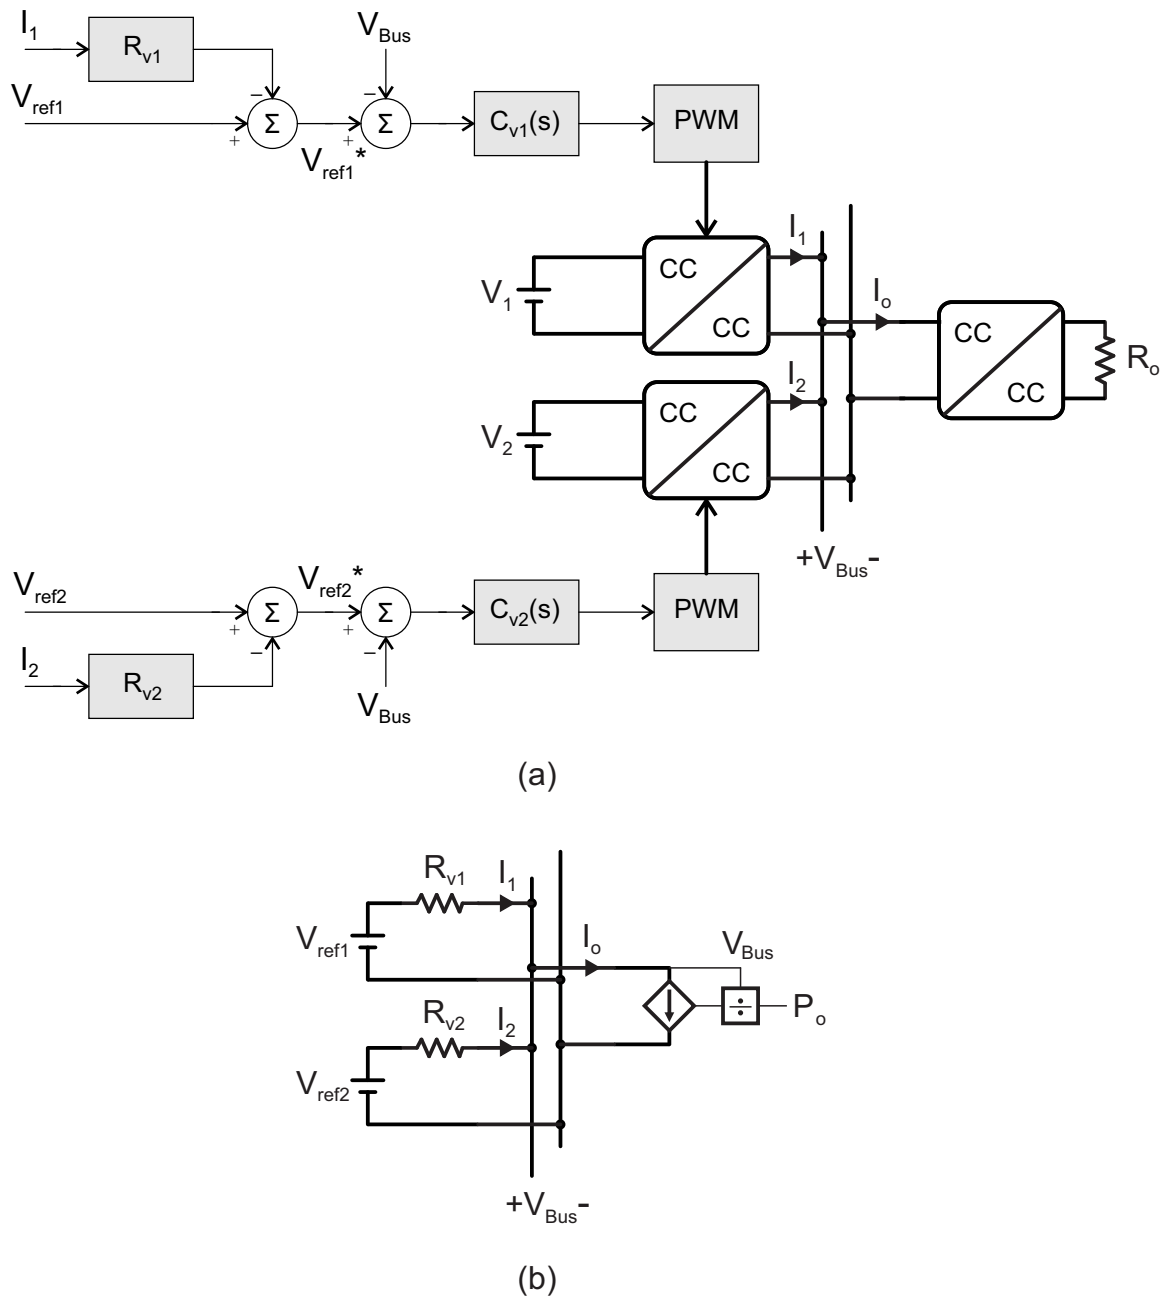 I1
Rv1
VBus
Vref1
−
−
Σ
Σ
Cv1(s)
PWM
+
+
Vref1*
I1
CC
V1
CC
Io
CC
Ro
CC
I2
CC
V2
CC
+VBus-
Vref2
Vref2*
Σ
Σ
Cv2(s)
PWM
+
+
−
−
I2
Rv2
VBus
(a)
Rv1
I1
Vref1
Io
VBus
÷
Po
Rv2
I2
Vref2
+VBus-
(b)